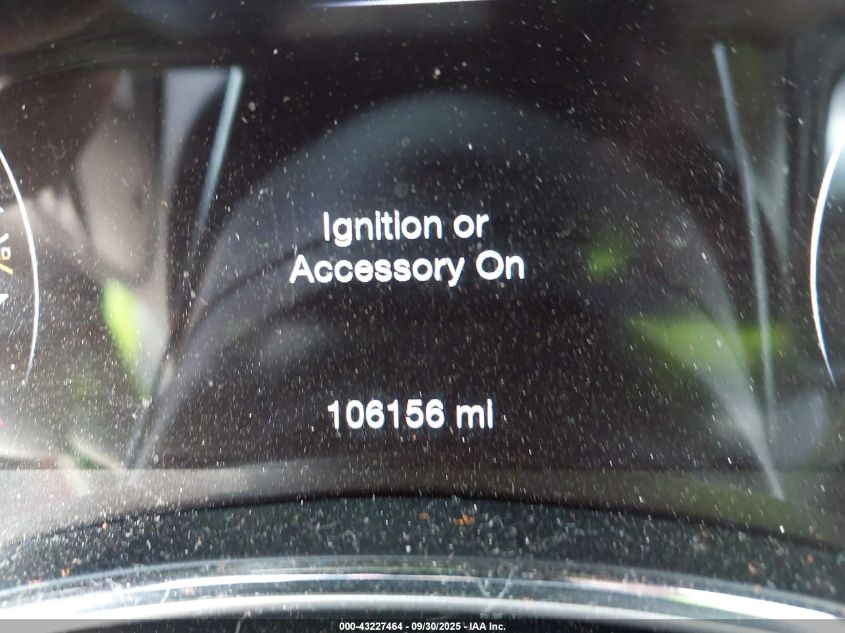 Ignition or
Accessory On
106156 mi
000-43227464 - 09/30/2025 - IAA Inc.